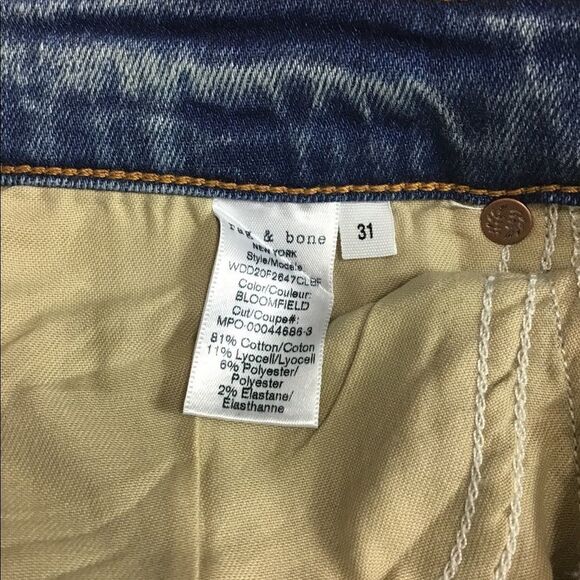 rag & bone
NEW YORK
Style/Modele
WDD20F2647CLBF
Color/Couleur:
BLOOMFIELD
Cut/Coupe#:
MPO-00044686-3
81% Cotton/Coton
11% Lyocell/Lyocell
6% Polyester/
Polyester
2% Elastane/
Élasthanne
31